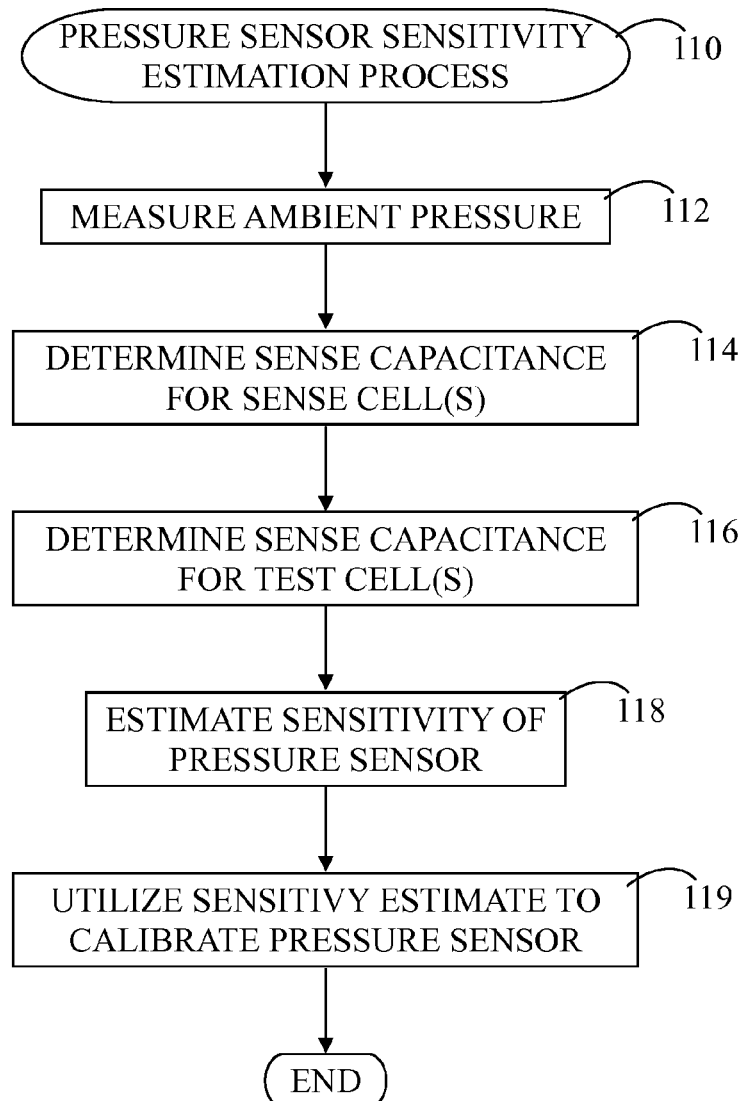 PRESSURE SENSOR SENSITIVITY
ESTIMATION PROCESS
110
MEASURE AMBIENT PRESSURE
112
DETERMINE SENSE CAPACITANCE
FOR SENSE CELL(S)
114
DETERMINE SENSE CAPACITANCE
FOR TEST CELL(S)
116
ESTIMATE SENSITIVITY OF
PRESSURE SENSOR
118
UTILIZE SENSITIVY ESTIMATE TO
CALIBRATE PRESSURE SENSOR
119
END